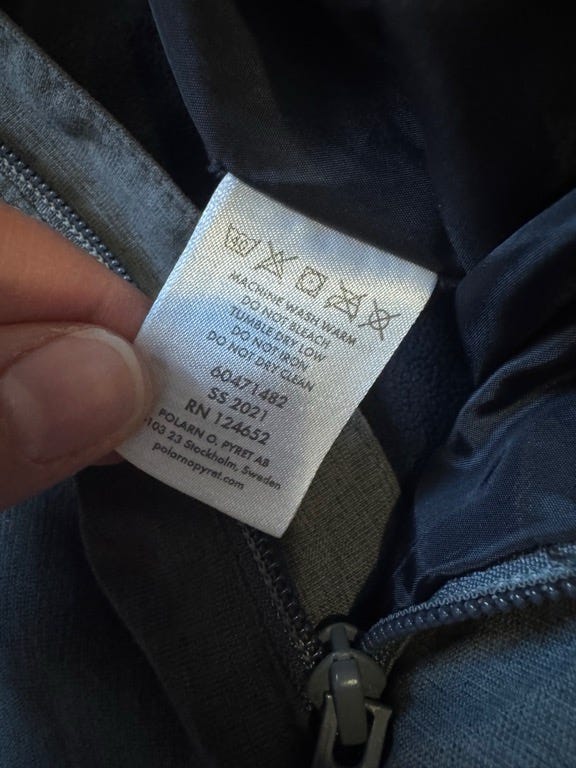 40
MACHINE WASH WARM
DO NOT BLEACH
TUMBLE DRY LOW
DO NOT IRON
DO NOT DRY CLEAN
60471482
SS 2021
RN 124652
POLARN O. PYRET AB
103 23 Stockholm, Sweden
polarnopyret.com